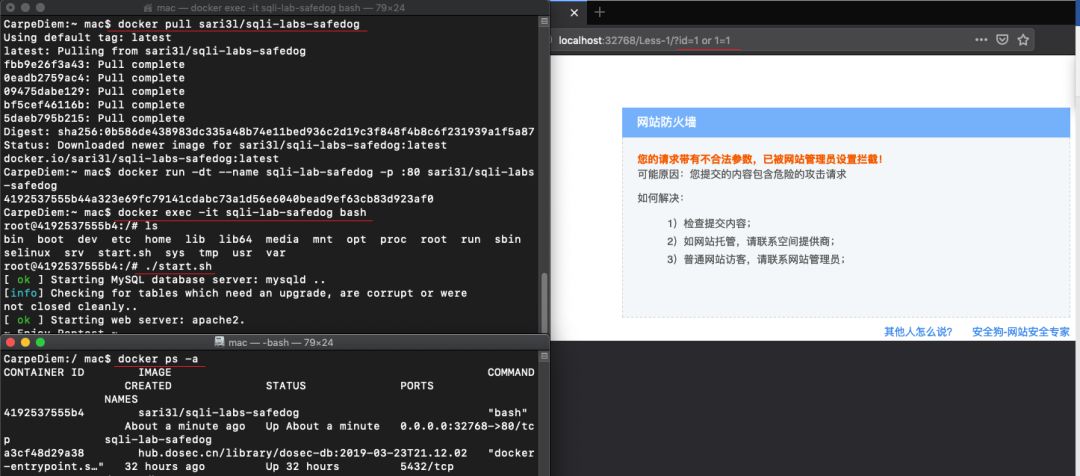 mac — docker exec -it sqli-lab-safedog bash — 79×24
CarpeDiem:~ mac$ docker pull sari3l/sqli-labs-safedog
Using default tag: latest
latest: Pulling from sari3l/sqli-labs-safedog
fbb9e26f3a43: Pull complete
0eadb2759ac4: Pull complete
09475dabe129: Pull complete
bf5cef46116b: Pull complete
5daeb795b215: Pull complete
Digest: sha256:0b586de438983dc335a48b74e11bed936c2d19c3f848f4b8c6f231939a1f5a87
Status: Downloaded newer image for sari3l/sqli-labs-safedog:latest
docker.io/sari3l/sqli-labs-safedog:latest
CarpeDiem:~ mac$ docker run -dt --name sqli-lab-safedog -p :80 sari3l/sqli-labs
-safedog
4192537555b44a323e69fc79141cdabc73a1d56e6040bead9ef63cb83d923af0
CarpeDiem:~ mac$ docker exec -it sqli-lab-safedog bash
root@4192537555b4:/# ls
bin boot dev etc home lib lib64 media mnt opt proc root run sbin
selinux srv start.sh sys tmp usr var
root@4192537555b4:/# ./start.sh
[ ok ] Starting MySQL database server: mysqld ..
[info] Checking for tables which need an upgrade, are corrupt or were
not closed cleanly..
[ ok ] Starting web server: apache2.
~ Enjoy Pentest ~
mac — -bash — 79×24
CarpeDiem:/ mac$ docker ps -a
CONTAINER ID IMAGE COMMAND
CREATED STATUS PORTS
NAMES
4192537555b4 sari3l/sqli-labs-safedog "bash"
About a minute ago Up About a minute 0.0.0.0:32768->80/tc
p sqli-lab-safedog
a3cf48d29a38 hub.dosec.cn/library/dosec-db:2019-03-23T21.12.02 "docker
-entrypoint.s…" 32 hours ago Up 32 hours 5432/tcp
localhost:32768/Less-1/?id=1 or 1=1
网站防火墙
您的请求带有不合法参数，已被网站管理员设置拦截！
可能原因：您提交的内容包含危险的攻击请求
如何解决：
1）检查提交内容；
2）如网站托管，请联系空间提供商；
3）普通网站访客，请联系网站管理员；
其他人怎么说? 安全狗-网站安全专家